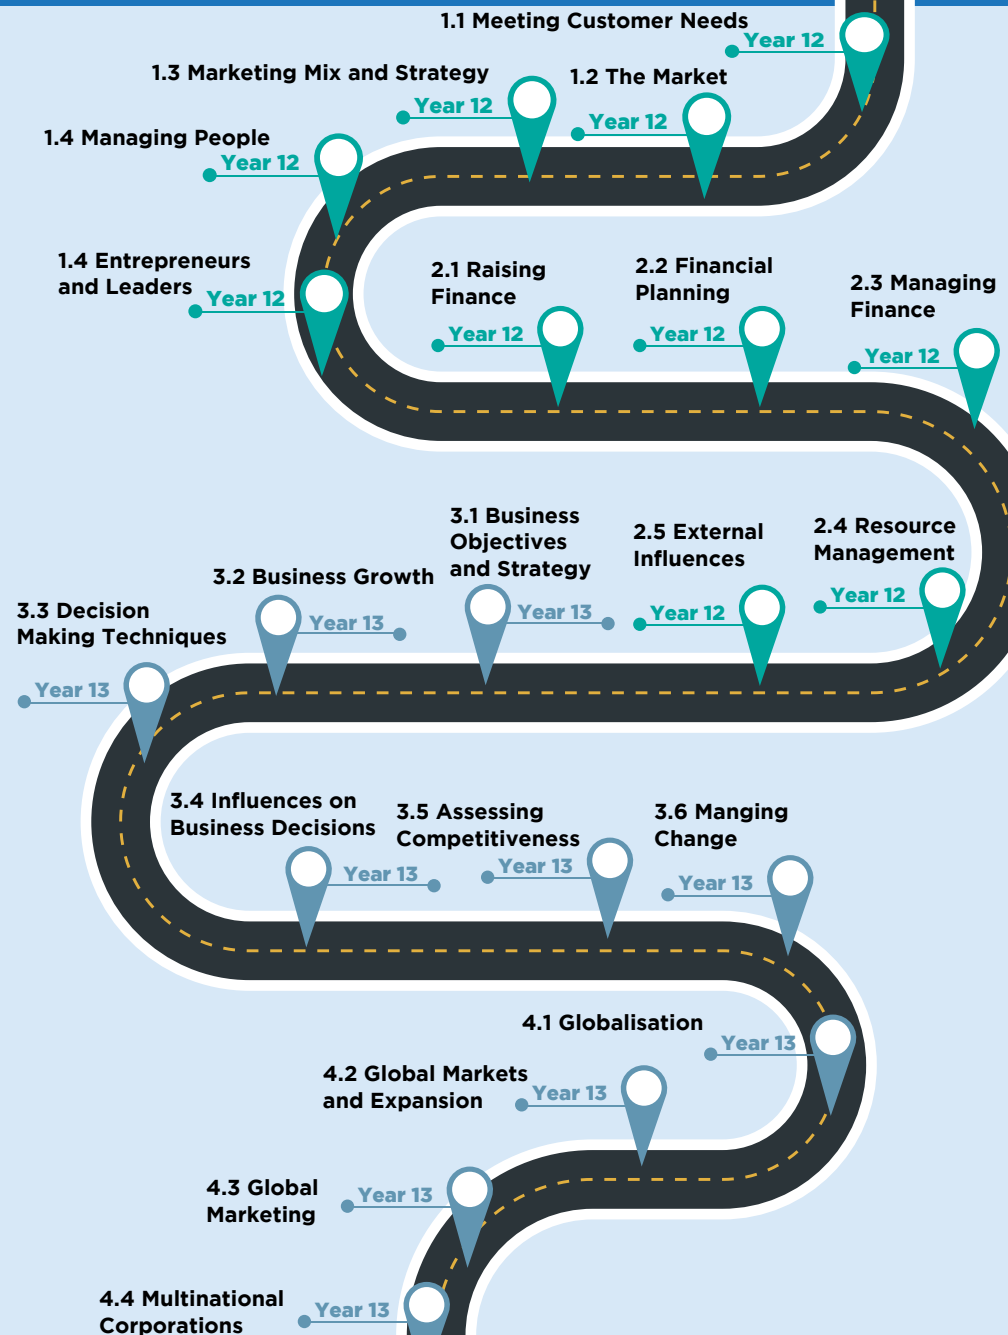 1.1 Meeting Customer Needs
Year 12
1.2 The Market
Year 12
1.3 Marketing Mix and Strategy
Year 12
1.4 Managing People
Year 12
1.4 Entrepreneurs
and Leaders
Year 12
2.1 Raising
Finance
Year 12
2.2 Financial
Planning
Year 12
2.3 Managing
Finance
Year 12
2.4 Resource
Management
Year 12
2.5 External
Influences
Year 12
3.1 Business
Objectives
and Strategy
Year 13
3.2 Business Growth
Year 13
3.3 Decision
Making Techniques
Year 13
3.4 Influences on
Business Decisions
Year 13
3.5 Assessing
Competitiveness
Year 13
3.6 Manging
Change
Year 13
4.1 Globalisation
Year 13
4.2 Global Markets
and Expansion
Year 13
4.3 Global
Marketing
Year 13
4.4 Multinational
Corporations
Year 13